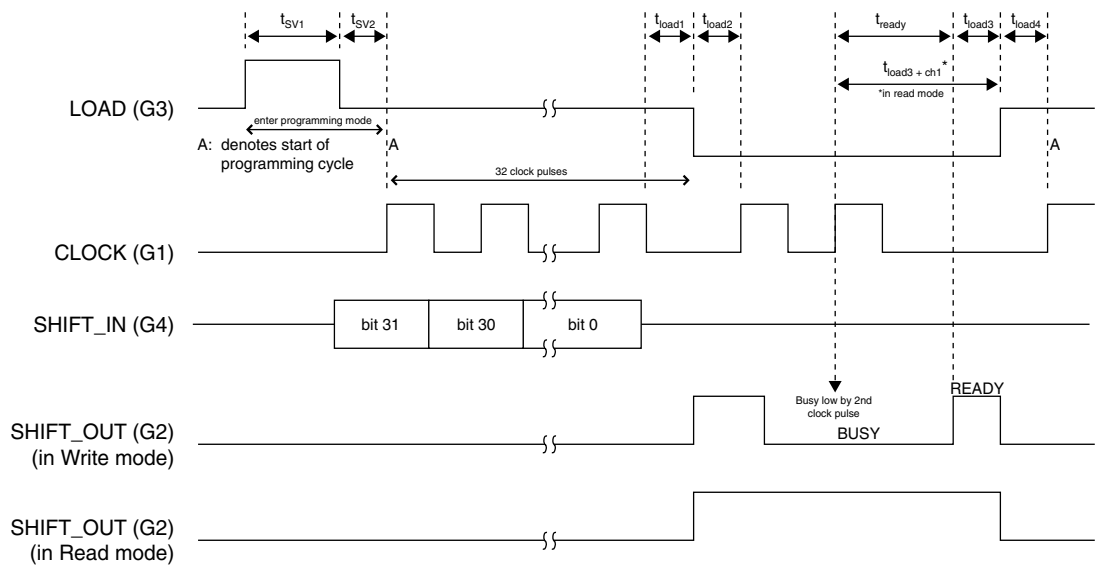 tSV1 tSV2 tload1 tload2 tready tload3 tload4
tload3 + ch1*
*in read mode
LOAD (G3)
enter programming mode
A: denotes start of
programming cycle
A
A
32 clock pulses
CLOCK (G1)
SHIFT_IN (G4)
bit 31 bit 30 bit 0
Busy low by 2nd
clock pulse
READY
BUSY
SHIFT_OUT (G2)
(in Write mode)
SHIFT_OUT (G2)
(in Read mode)